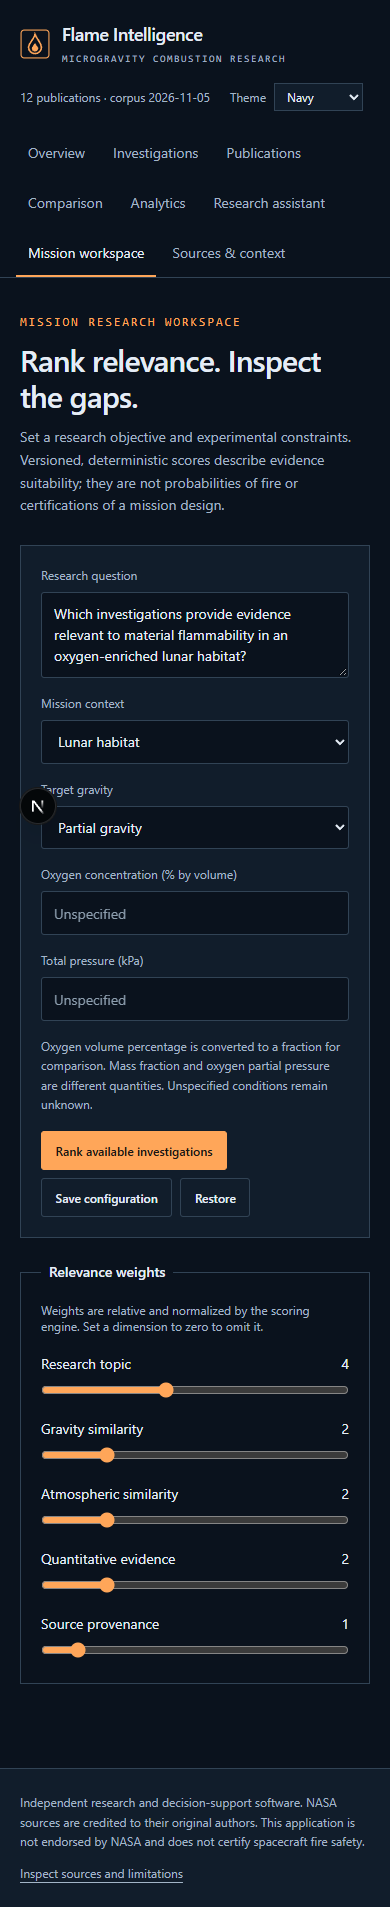 Flame Intelligence
MICROGRAVITY COMBUSTION RESEARCH
12 publications · corpus 2026-11-05 Theme Navy
Overview Investigations Publications
Comparison Analytics Research assistant
Mission workspace Sources & context
MISSION RESEARCH WORKSPACE
Rank relevance. Inspect
the gaps.
Set a research objective and experimental constraints.
Versioned, deterministic scores describe evidence
suitability; they are not probabilities of fire or
certifications of a mission design.
Research question
Which investigations provide evidence
relevant to material flammability in an
oxygen-enriched lunar habitat?
Mission context
Lunar habitat
Target gravity
N
Partial gravity
Oxygen concentration (% by volume)
Unspecified
Total pressure (kPa)
Unspecified
Oxygen volume percentage is converted to a fraction for
comparison. Mass fraction and oxygen partial pressure
are different quantities. Unspecified conditions remain
unknown.
Rank available investigations
Save configuration Restore
Relevance weights
Weights are relative and normalized by the scoring
engine. Set a dimension to zero to omit it.
Research topic 4
Gravity similarity 2
Atmospheric similarity 2
Quantitative evidence 2
Source provenance 1
Independent research and decision-support software. NASA
sources are credited to their original authors. This application is
not endorsed by NASA and does not certify spacecraft fire safety.
Inspect sources and limitations